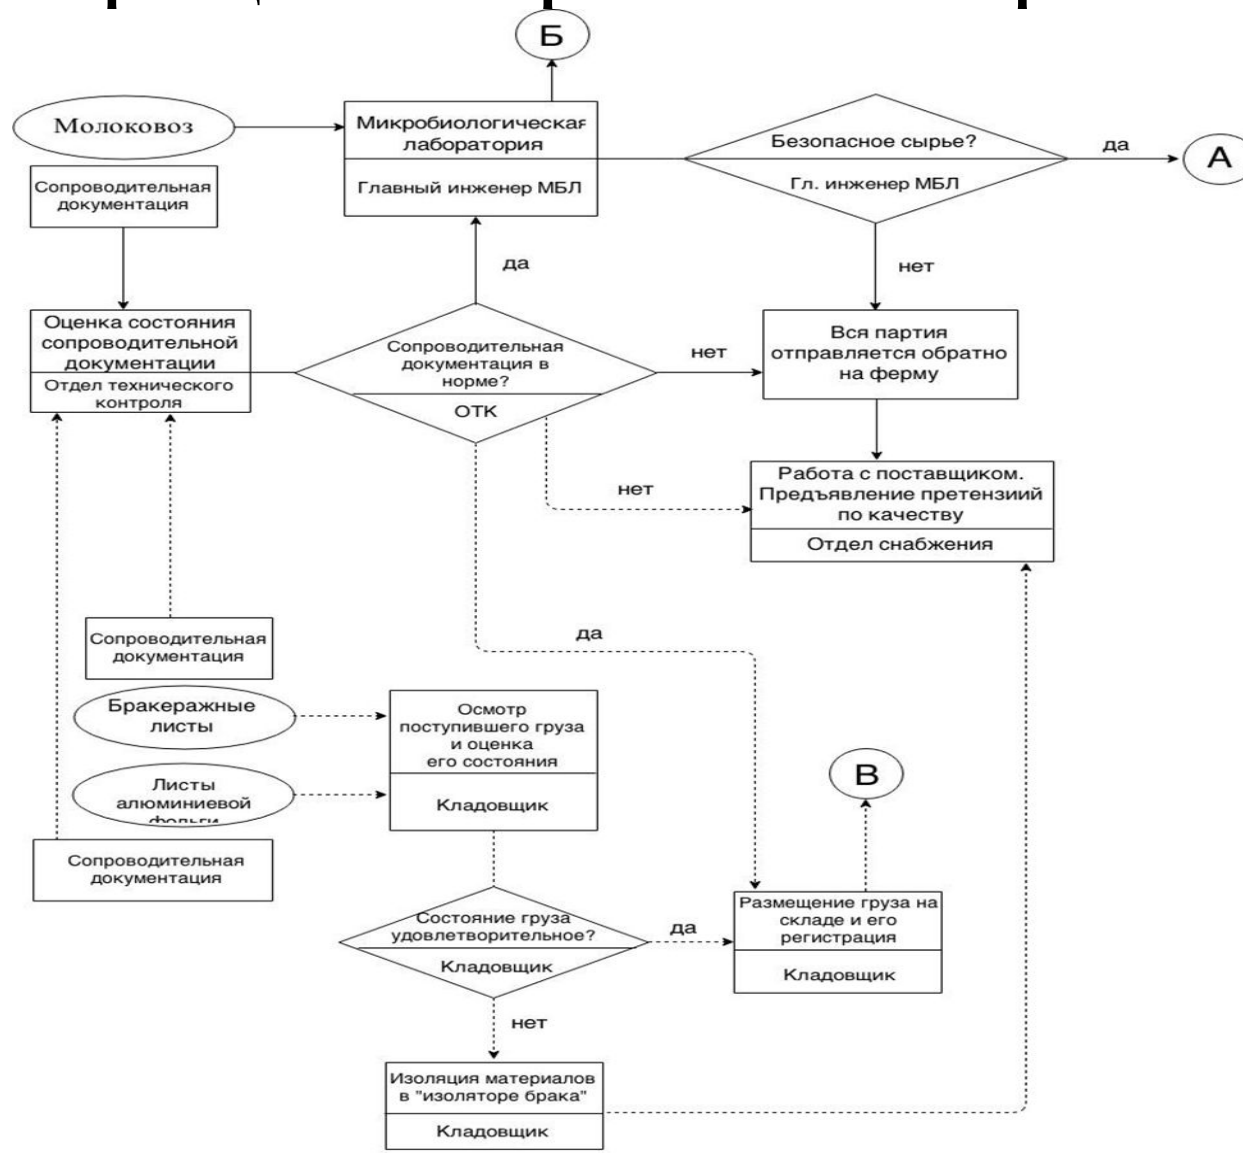 Б
Молоковоз
Микробиологическая
лаборатория
Главный инженер МБЛ
Безопасное сырье?
Гл. инженер МБЛ
да
А
Сопроводительная
документация
да
нет
Оценка состояния
сопроводительной
документации
Отдел технического
контроля
Сопроводительная
документация в
норме?
ОТК
нет
Вся партия
отправляется обратно
на ферму
нет
Работа с поставщиком.
Предъявление претензиий
по качеству
Отдел снабжения
да
Сопроводительная
документация
Бракеражные
листы
Осмотр
поступившего груза
и оценка
его состояния
Кладовщик
Листы
алюминиевой
фольги
В
Сопроводительная
документация
Состояние груза
удовлетворительное?
Кладовщик
да
Размещение груза на
складе и его
регистрация
Кладовщик
нет
Изоляция материалов
в "изоляторе брака"
Кладовщик